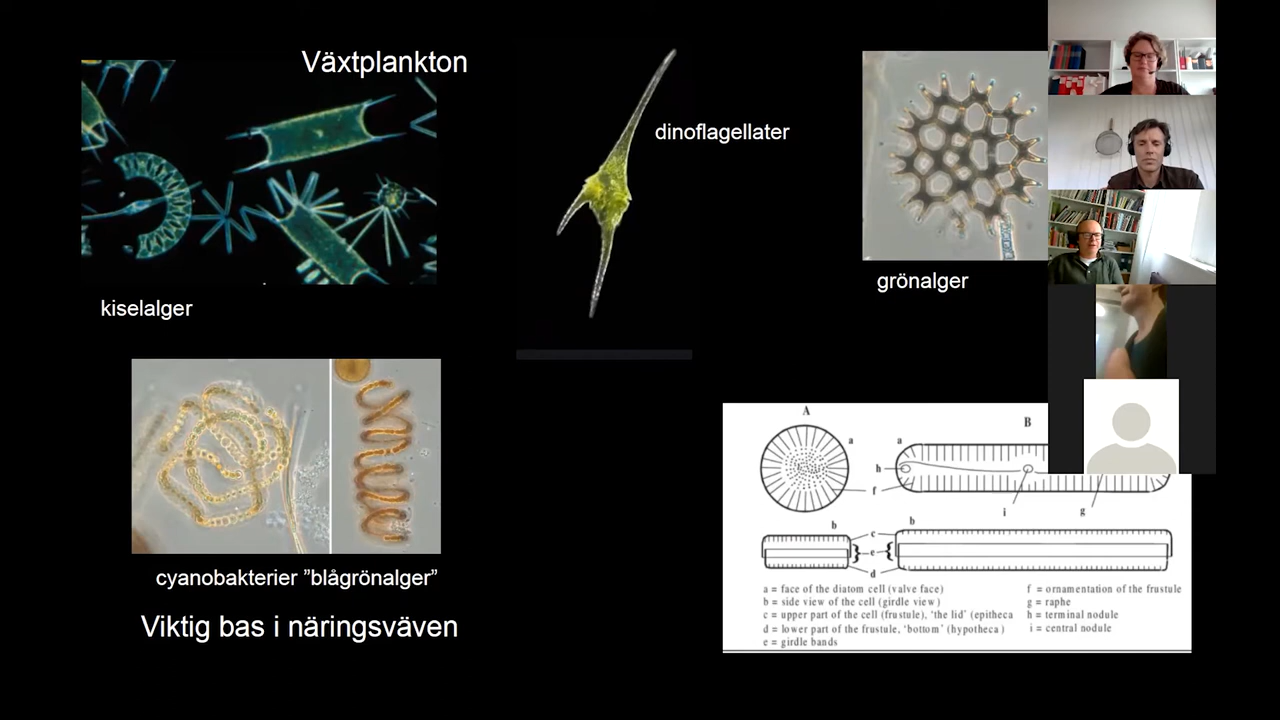 Växtplankton
dinoflagellater
kiselalger
grönalger
cyanobakterier ”blågrönalger”
Viktig bas i näringsväven
A
B
a
a
h
f
i
g
b
b
c
e
d
a = face of the diatom cell (valve face)
b = side view of the cell (girdle view)
c = upper part of the cell (frustule), ‘the lid’ (epitheca
d = lower part of the frustule, ‘bottom’ (hypotheca)
e = girdle bands
f = ornamentation of the frustule
g = raphe
h = terminal nodule
i = central nodule